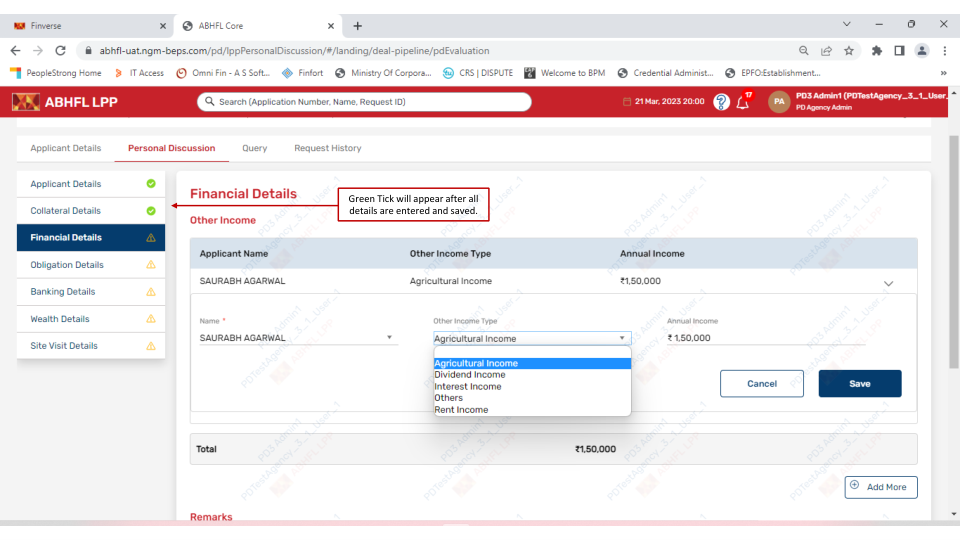 Finverse
ABHFL Core
abhfl-uat.ngm-beps.com/pd/lppPersonalDiscussion/#/landing/deal-pipeline/pdEvaluation
PeopleStrong Home IT Access Omni Fin - A S Soft... Finfort Ministry Of Corpora... CRS | DISPUTE Welcome to BPM Credential Administ... EPFO:Establishment... »
ABHFL LPP
Search (Application Number, Name, Request ID)
21 Mar, 2023 20:00
17
PA
PD3 Admin1 (PDTestAgency_3_1_User_
PD Agency Admin
Applicant Details Personal Discussion Query Request History
Applicant Details
Collateral Details
Financial Details
Obligation Details
Banking Details
Wealth Details
Site Visit Details
Financial Details
Green Tick will appear after all
details are entered and saved.
Other Income
Applicant Name Other Income Type Annual Income
SAURABH AGARWAL Agricultural Income ₹1,50,000
Name * Other Income Type Annual Income
SAURABH AGARWAL Agricultural Income ₹ 1,50,000
Agricultural Income
Dividend Income
Interest Income
Others
Rent Income
Cancel Save
Total ₹1,50,000
Add More
Remarks